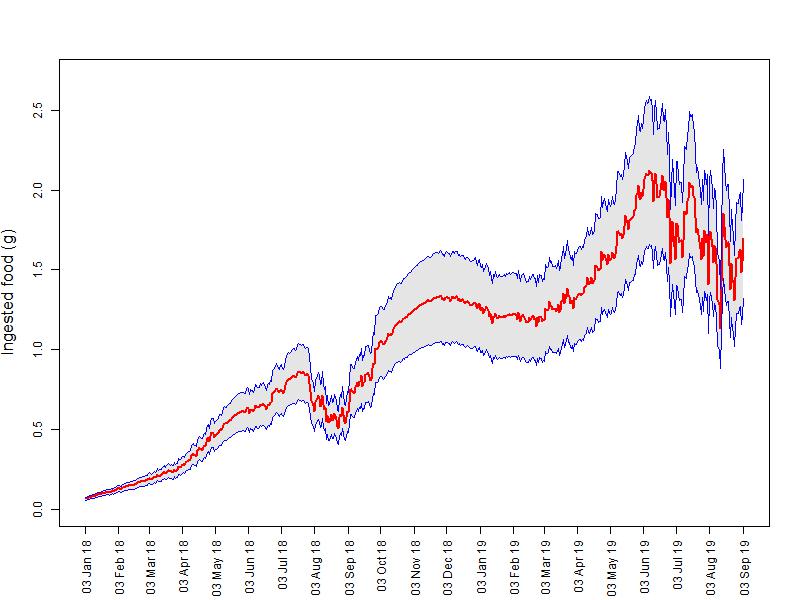 Ingested food (g)
2.5
2.0
1.5
1.0
0.5
0.0
03 Jan 18
03 Feb 18
03 Mar 18
03 Apr 18
03 May 18
03 Jun 18
03 Jul 18
03 Aug 18
03 Sep 18
03 Oct 18
03 Nov 18
03 Dec 18
03 Jan 19
03 Feb 19
03 Mar 19
03 Apr 19
03 May 19
03 Jun 19
03 Jul 19
03 Aug 19
03 Sep 19